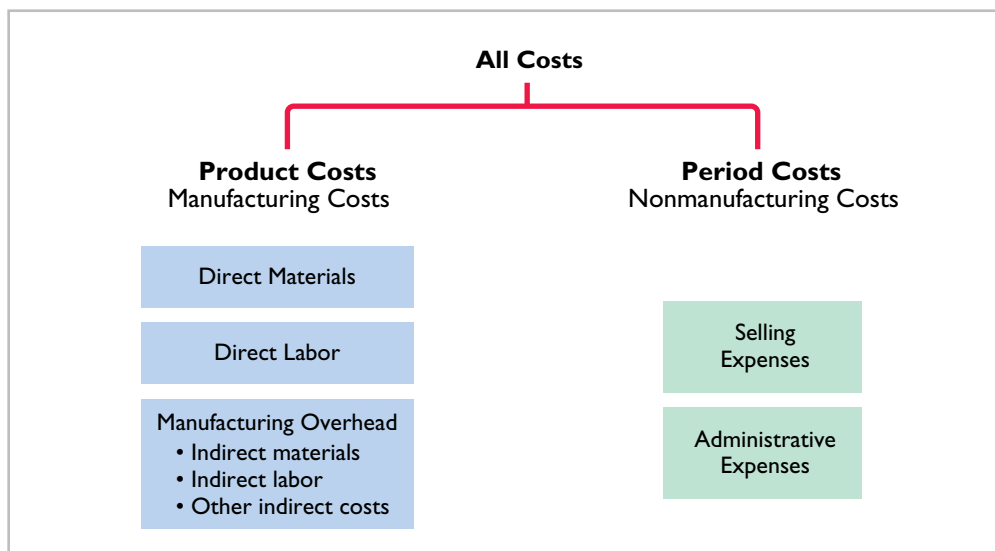 All Costs
Product Costs
Manufacturing Costs
Direct Materials
Direct Labor
Manufacturing Overhead
• Indirect materials
• Indirect labor
• Other indirect costs
Period Costs
Nonmanufacturing Costs
Selling
Expenses
Administrative
Expenses